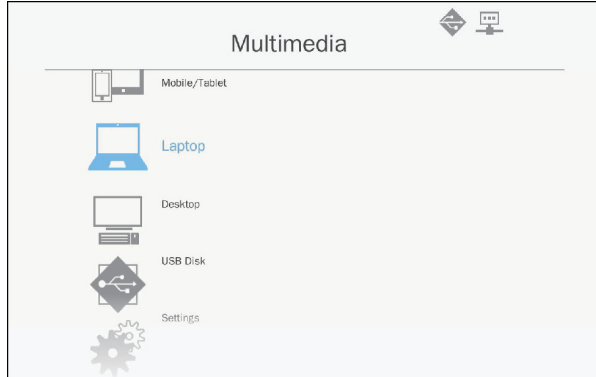 Multimedia
Mobile/Tablet
Laptop
Desktop
USB Disk
Settings